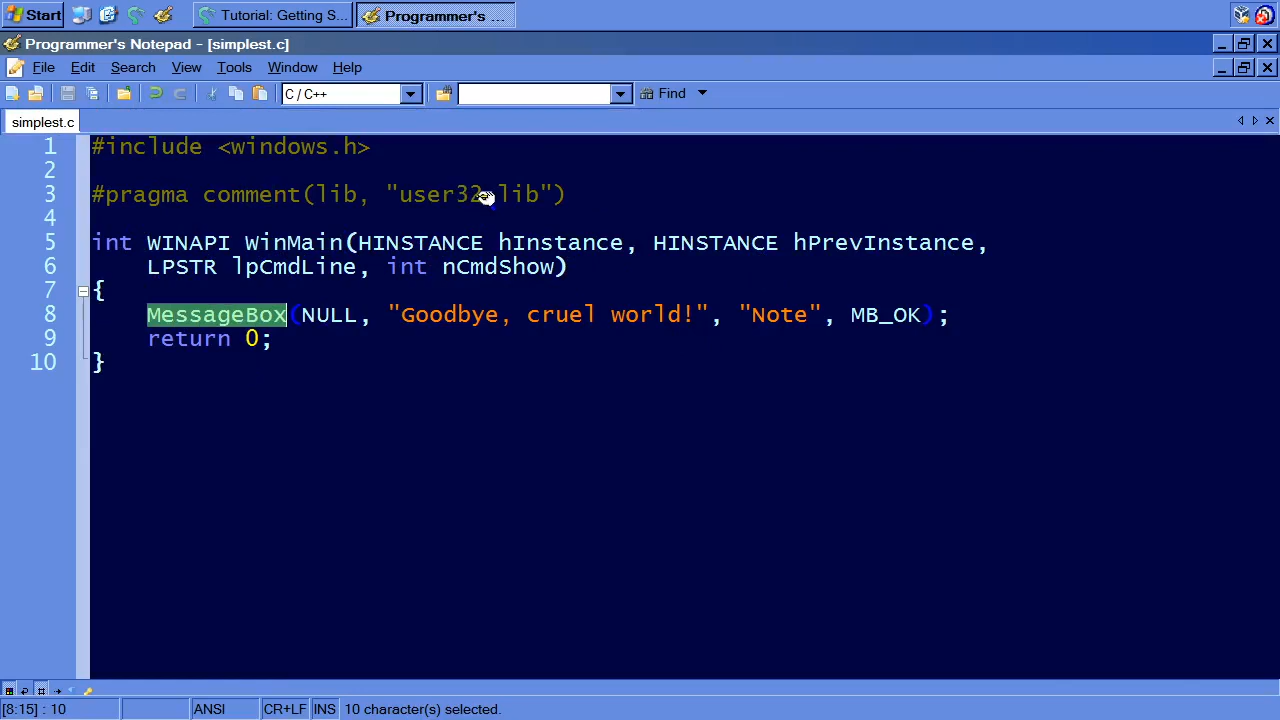 Start Tutorial: Getting S... Programmer's ...
Programmer's Notepad - [simplest.c]
File Edit Search View Tools Window Help
C / C++ Find
simplest.c
1 #include <windows.h>
2
3 #pragma comment(lib, "user32.lib")
4
5 int WINAPI WinMain(HINSTANCE hInstance, HINSTANCE hPrevInstance,
6 LPSTR lpCmdLine, int nCmdShow)
7 {
8 MessageBox(NULL, "Goodbye, cruel world!", "Note", MB_OK);
9 return 0;
10 }
[8:15] : 10 ANSI CR+LF INS 10 character(s) selected.